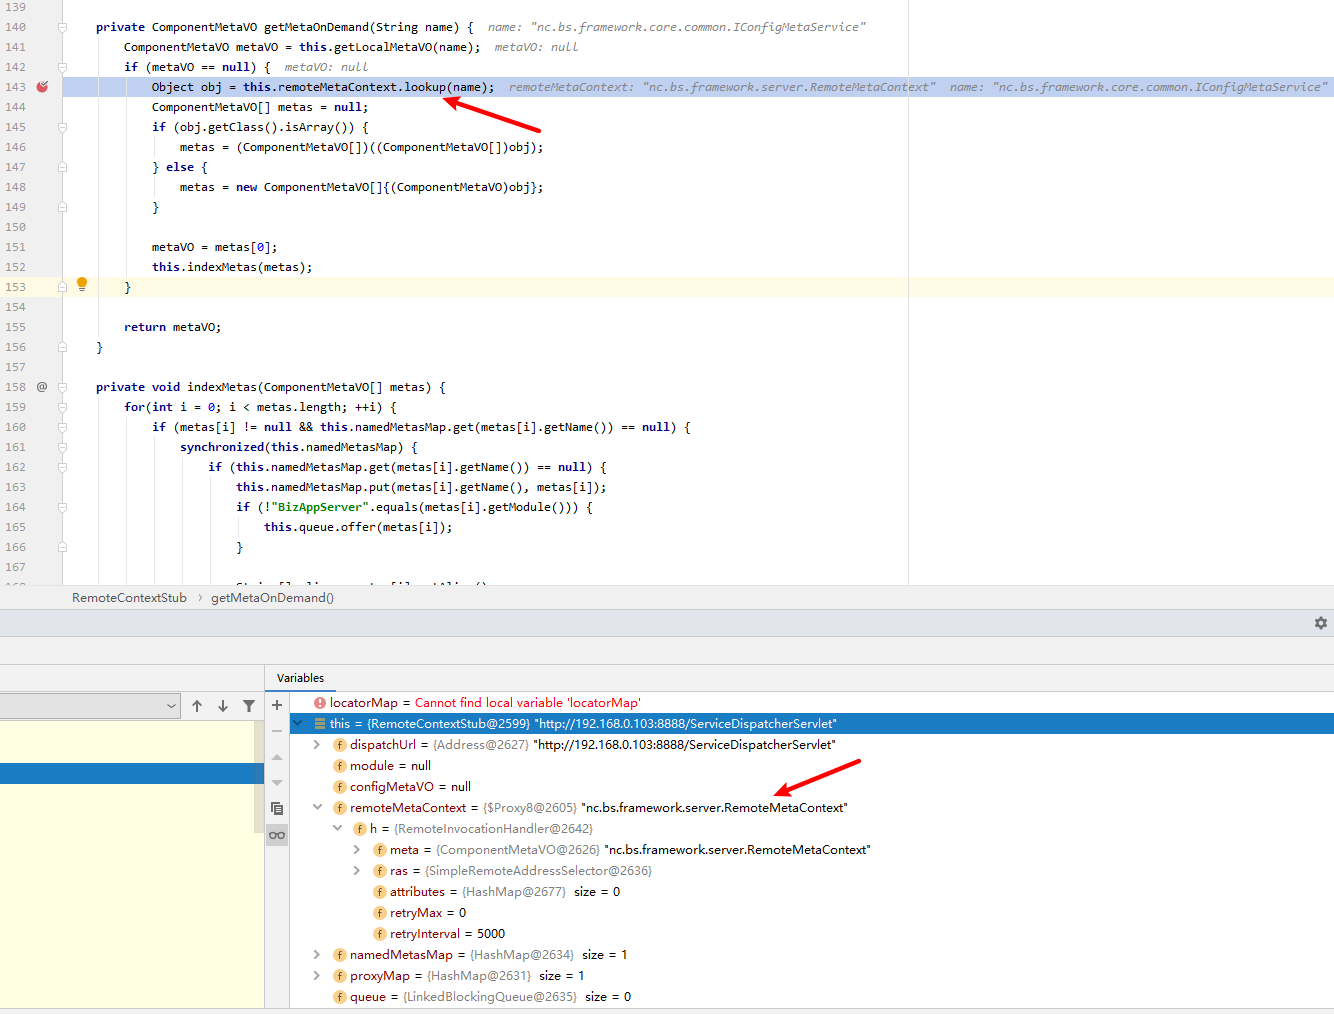 139
140 private ComponentMetaVO getMetaOnDemand(String name) { name: "nc.bs.framework.core.common.IConfigMetaService"
141 ComponentMetaVO metaVO = this.getLocalMetaVO(name); metaVO: null
142 if (metaVO == null) { metaVO: null
143 Object obj = this.remoteMetaContext.lookup(name); remoteMetaContext: "nc.bs.framework.server.RemoteMetaContext" name: "nc.bs.framework.core.common.IConfigMetaService"
144 ComponentMetaVO[] metas = null;
145 if (obj.getClass().isArray()) {
146 metas = (ComponentMetaVO[])((ComponentMetaVO[])obj);
147 } else {
148 metas = new ComponentMetaVO[]{(ComponentMetaVO)obj};
149 }
150
151 metaVO = metas[0];
152 this.indexMetas(metas);
153 }
154
155 return metaVO;
156 }
157
158 @ private void indexMetas(ComponentMetaVO[] metas) {
159 for(int i = 0; i < metas.length; ++i) {
160 if (metas[i] != null && this.namedMetasMap.get(metas[i].getName()) == null) {
161 synchronized(this.namedMetasMap) {
162 if (this.namedMetasMap.get(metas[i].getName()) == null) {
163 this.namedMetasMap.put(metas[i].getName(), metas[i]);
164 if (!"BizAppServer".equals(metas[i].getModule())) {
165 this.queue.offer(metas[i]);
166 }
167
RemoteContextStub › getMetaOnDemand()
Variables
locatorMap = Cannot find local variable 'locatorMap'
this = {RemoteContextStub@2599} "http://192.168.0.103:8888/ServiceDispatcherServlet"
f dispatchUrl = {Address@2627} "http://192.168.0.103:8888/ServiceDispatcherServlet"
f module = null
f configMetaVO = null
f remoteMetaContext = {$Proxy8@2605} "nc.bs.framework.server.RemoteMetaContext"
f h = {RemoteInvocationHandler@2642}
f meta = {ComponentMetaVO@2626} "nc.bs.framework.server.RemoteMetaContext"
f ras = {SimpleRemoteAddressSelector@2636}
f attributes = {HashMap@2677} size = 0
f retryMax = 0
f retryInterval = 5000
f namedMetasMap = {HashMap@2634} size = 1
f proxyMap = {HashMap@2631} size = 1
f queue = {LinkedBlockingQueue@2635} size = 0